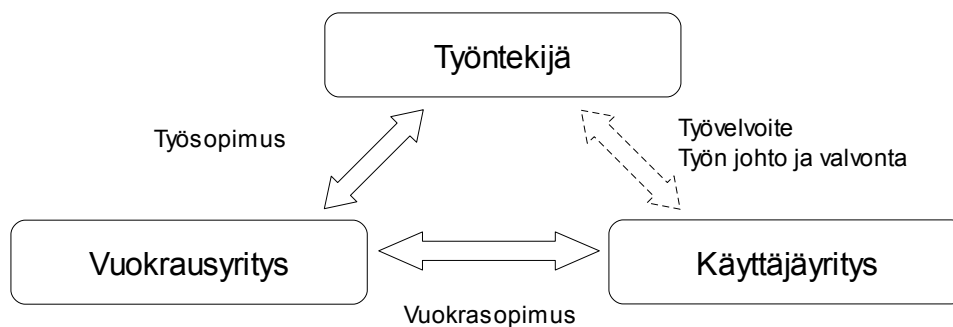 Työntekijä
Työsopimus
Työvelvoite
Työn johto ja valvonta
Vuokrausyritys
Käyttäjäyritys
Vuokrasopimus